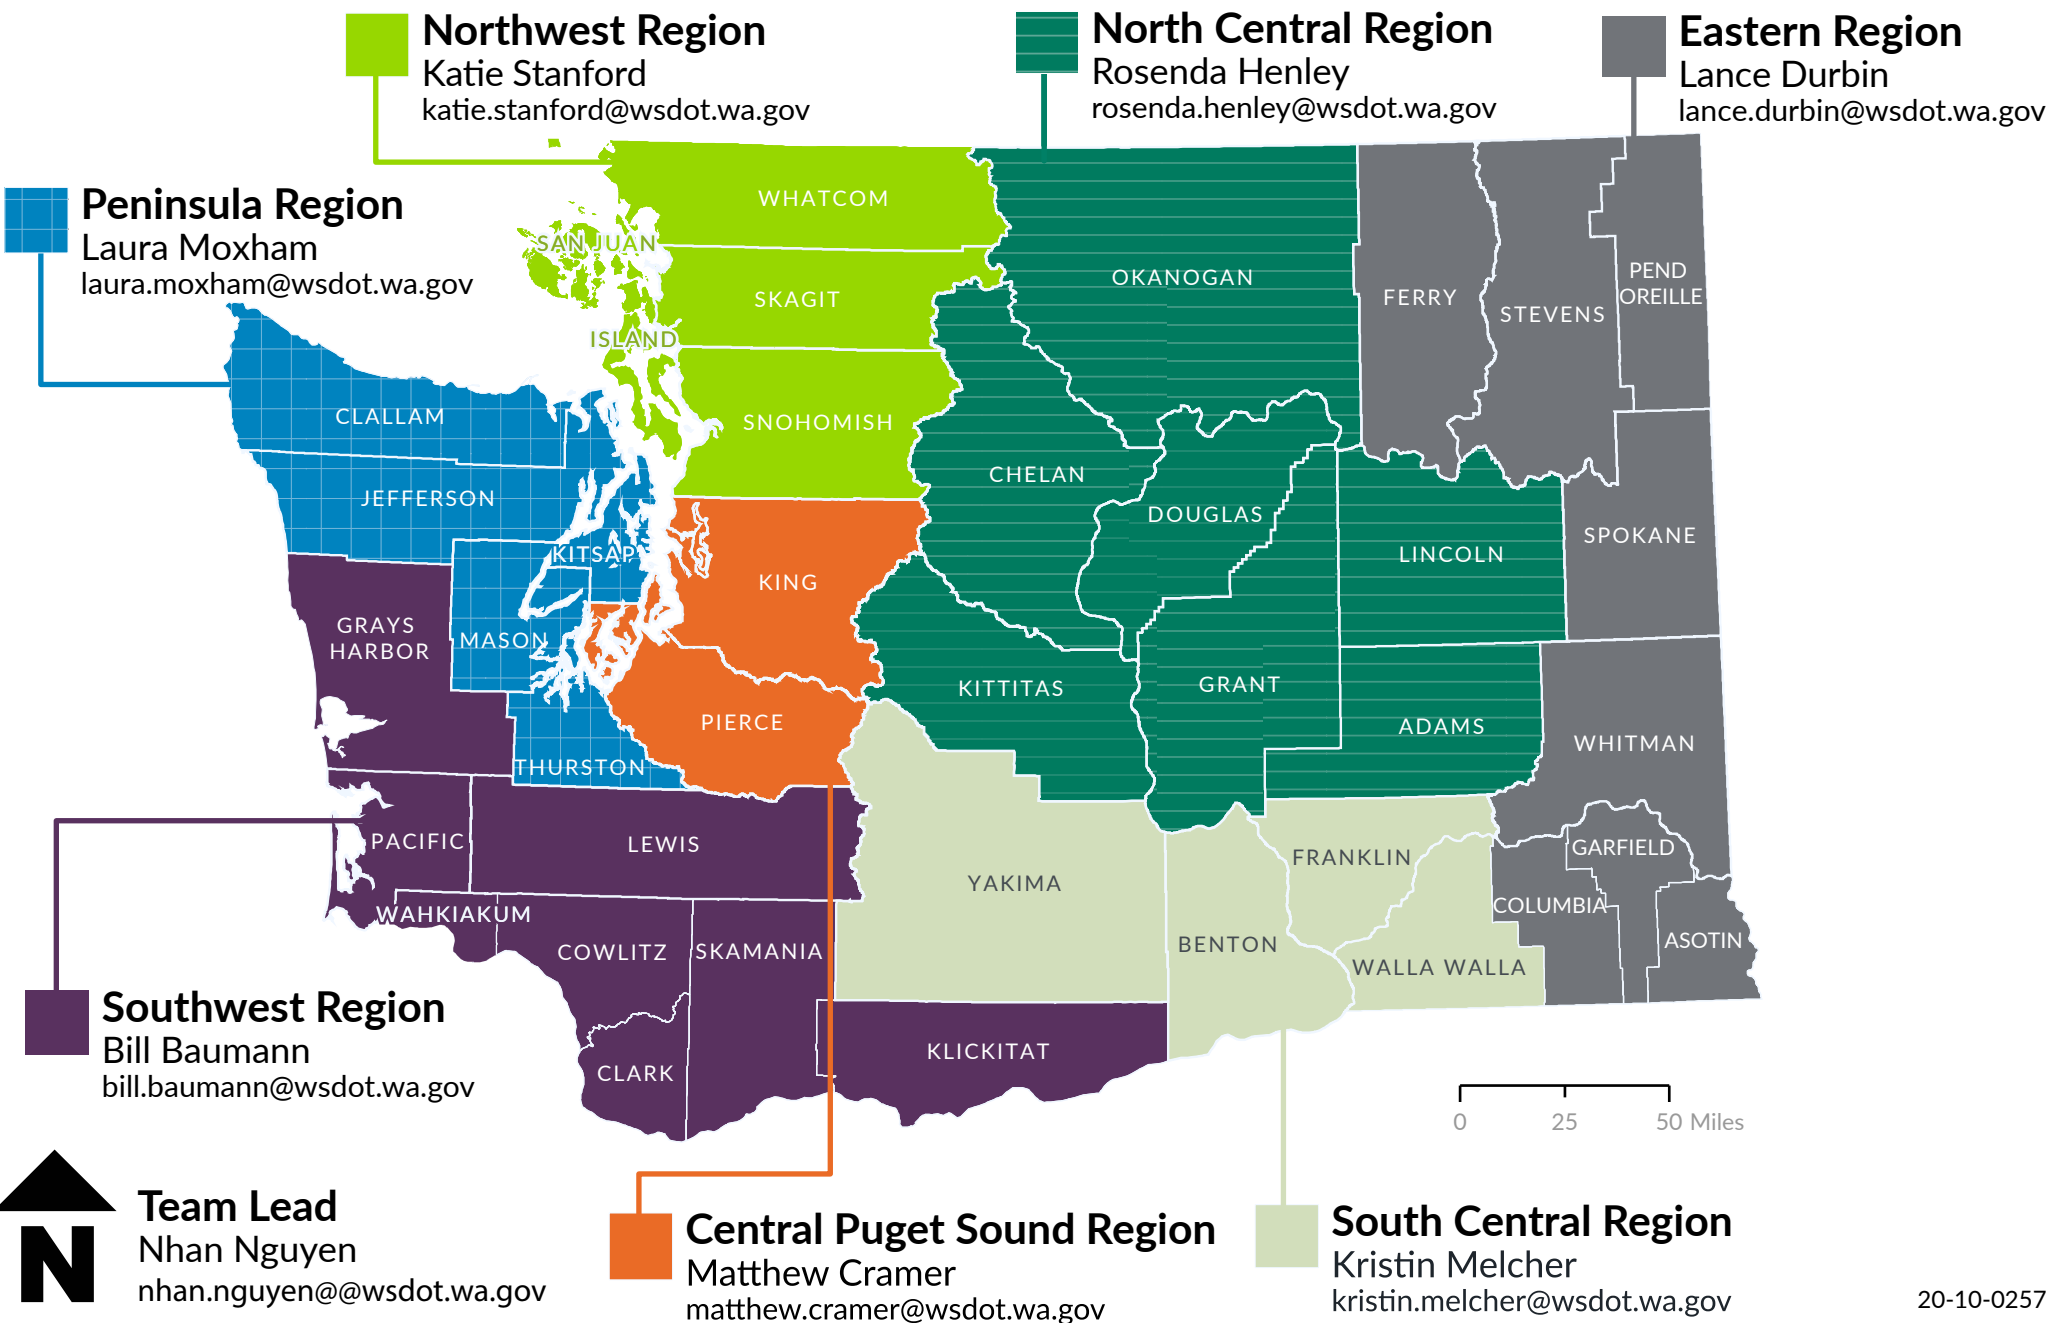 Northwest Region
Katie Stanford
katie.stanford@wsdot.wa.gov
North Central Region
Rosenda Henley
rosenda.henley@wsdot.wa.gov
Eastern Region
Lance Durbin
lance.durbin@wsdot.wa.gov
Peninsula Region
Laura Moxham
laura.moxham@wsdot.wa.gov
WHATCOM
SAN JUAN
SKAGIT
ISLAND
SNOHOMISH
OKANOGAN
FERRY
STEVENS
PEND
OREILLE
CLALLAM
JEFFERSON
KITSAP
MASON
THURSTON
GRAYS
HARBOR
KING
PIERCE
CHELAN
DOUGLAS
LINCOLN
SPOKANE
KITTITAS
GRANT
ADAMS
WHITMAN
PACIFIC
LEWIS
WAHKIAKUM
COWLITZ
SKAMANIA
CLARK
KLICKITAT
YAKIMA
BENTON
FRANKLIN
WALLA WALLA
COLUMBIA
GARFIELD
ASOTIN
Southwest Region
Bill Baumann
bill.baumann@wsdot.wa.gov
0 25 50 Miles
N
Team Lead
Nhan Nguyen
nhan.nguyen@@wsdot.wa.gov
Central Puget Sound Region
Matthew Cramer
matthew.cramer@wsdot.wa.gov
South Central Region
Kristin Melcher
kristin.melcher@wsdot.wa.gov
20-10-0257